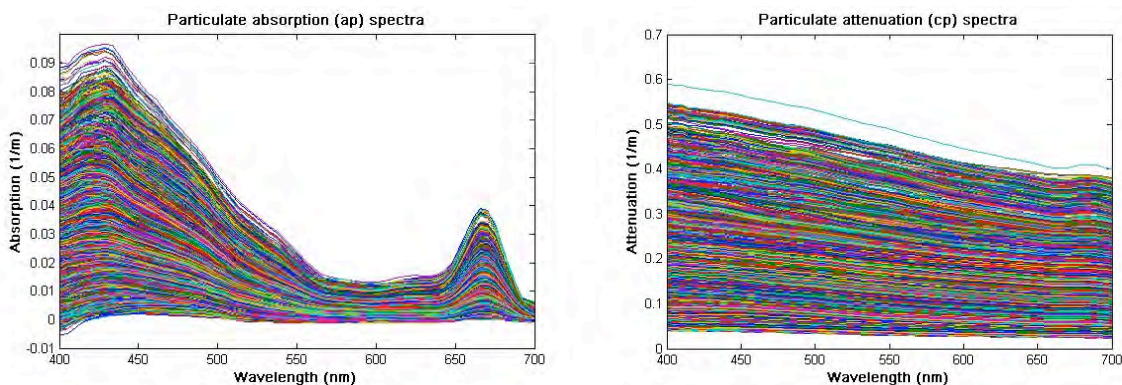 Particulate absorption (ap) spectra
Absorption (1/m)
0.09
0.08
0.07
0.06
0.05
0.04
0.03
0.02
0.01
0
-0.01
400 450 500 550 600 650 700
Wavelength (nm)
Particulate attenuation (cp) spectra
Attenuation (1/m)
0.7
0.6
0.5
0.4
0.3
0.2
0.1
0
400 450 500 550 600 650 700
Wavelength (nm)